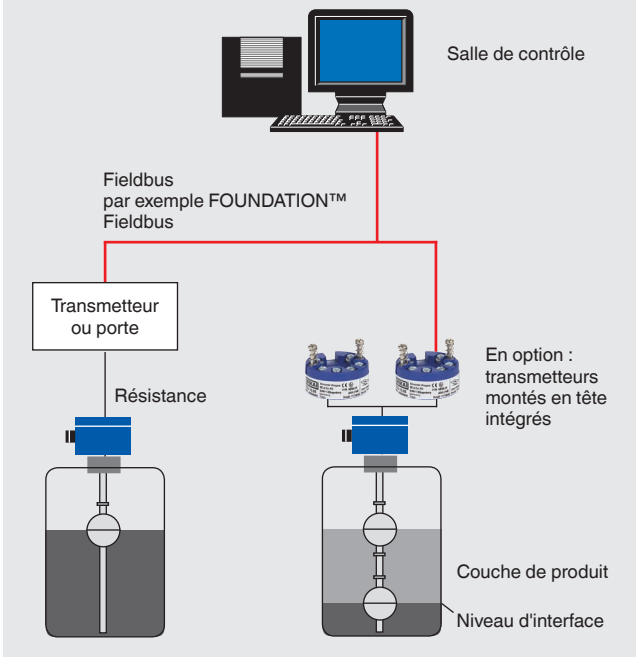 Salle de contrôle
Fieldbus
par exemple FOUNDATION™
Fieldbus
Transmetteur
ou porte
Résistance
En option :
transmetteurs
montés en tête
intégrés
Couche de produit
Niveau d'interface